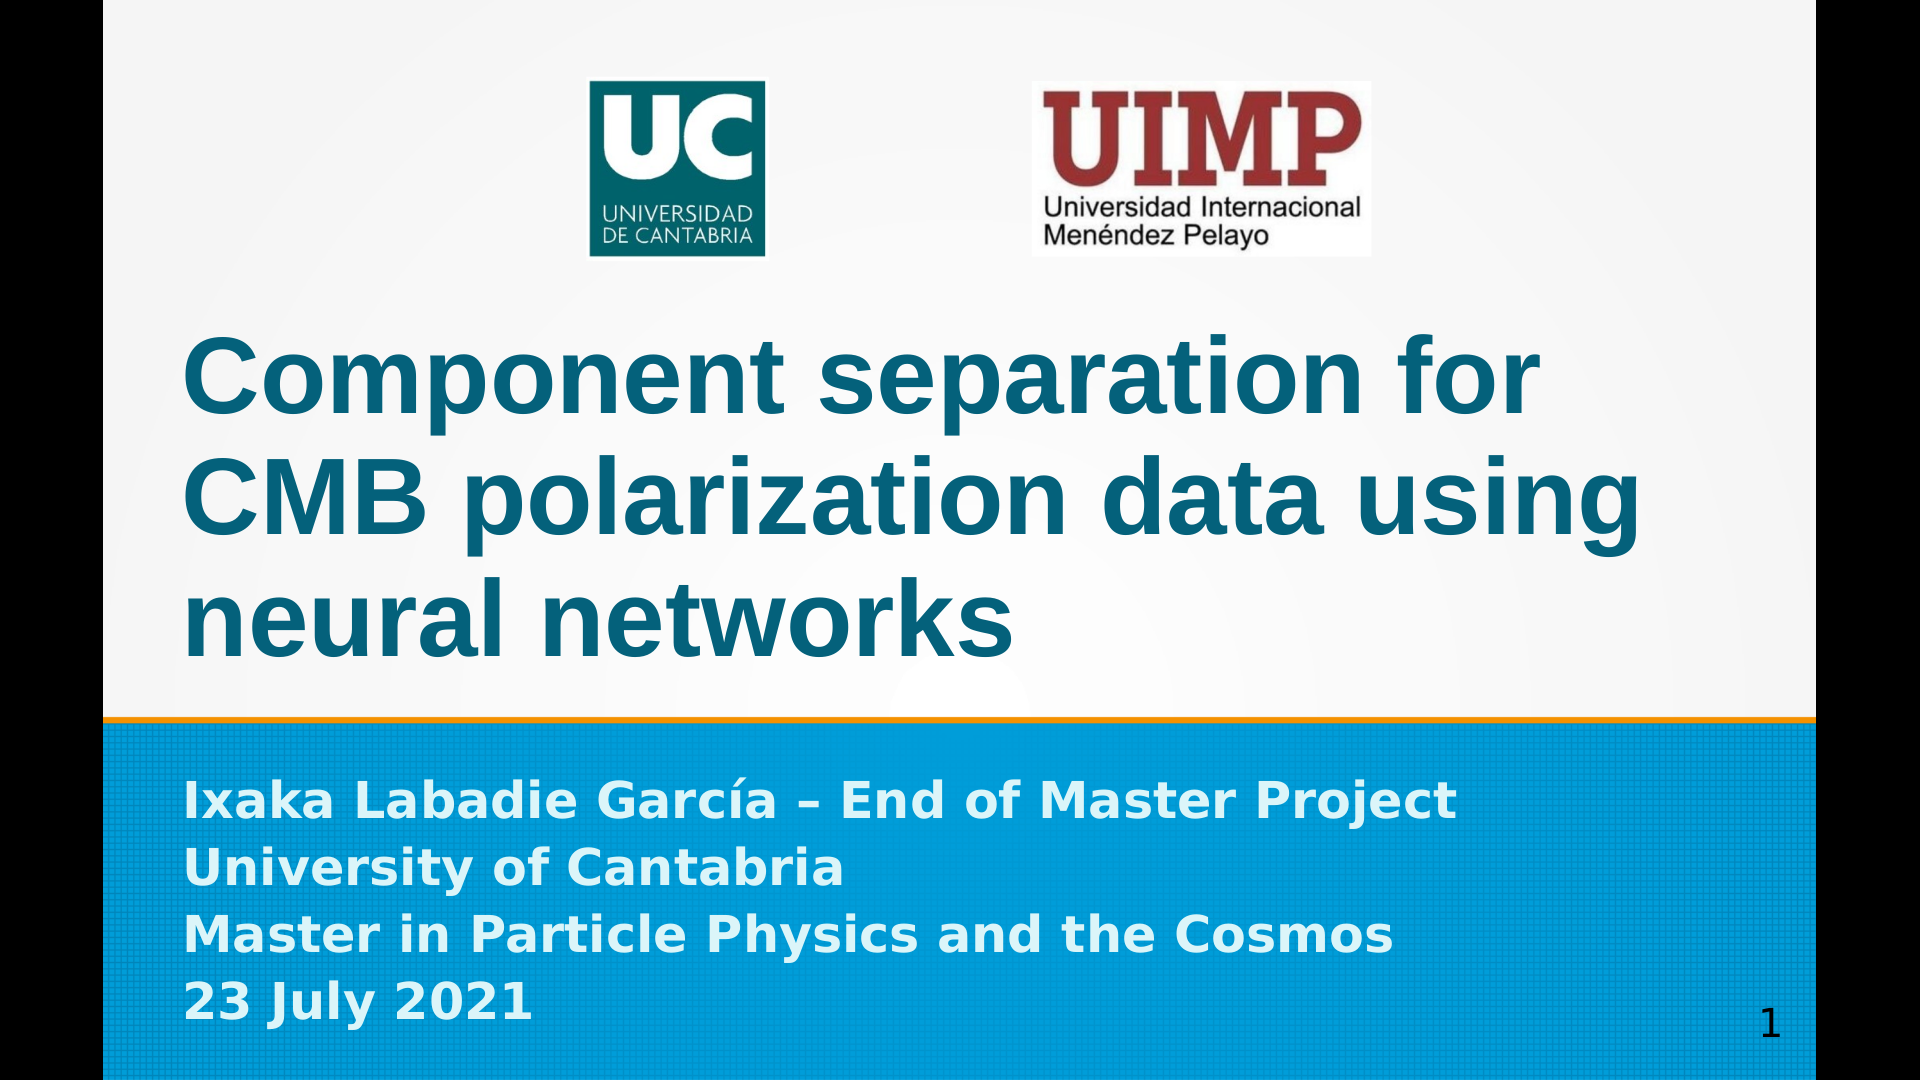 UC
UNIVERSIDAD
DE CANTABRIA
UIMP
Universidad Internacional
Menéndez Pelayo
Component separation for
CMB polarization data using
neural networks
Ixaka Labadie García – End of Master Project
University of Cantabria
Master in Particle Physics and the Cosmos
23 July 2021
1